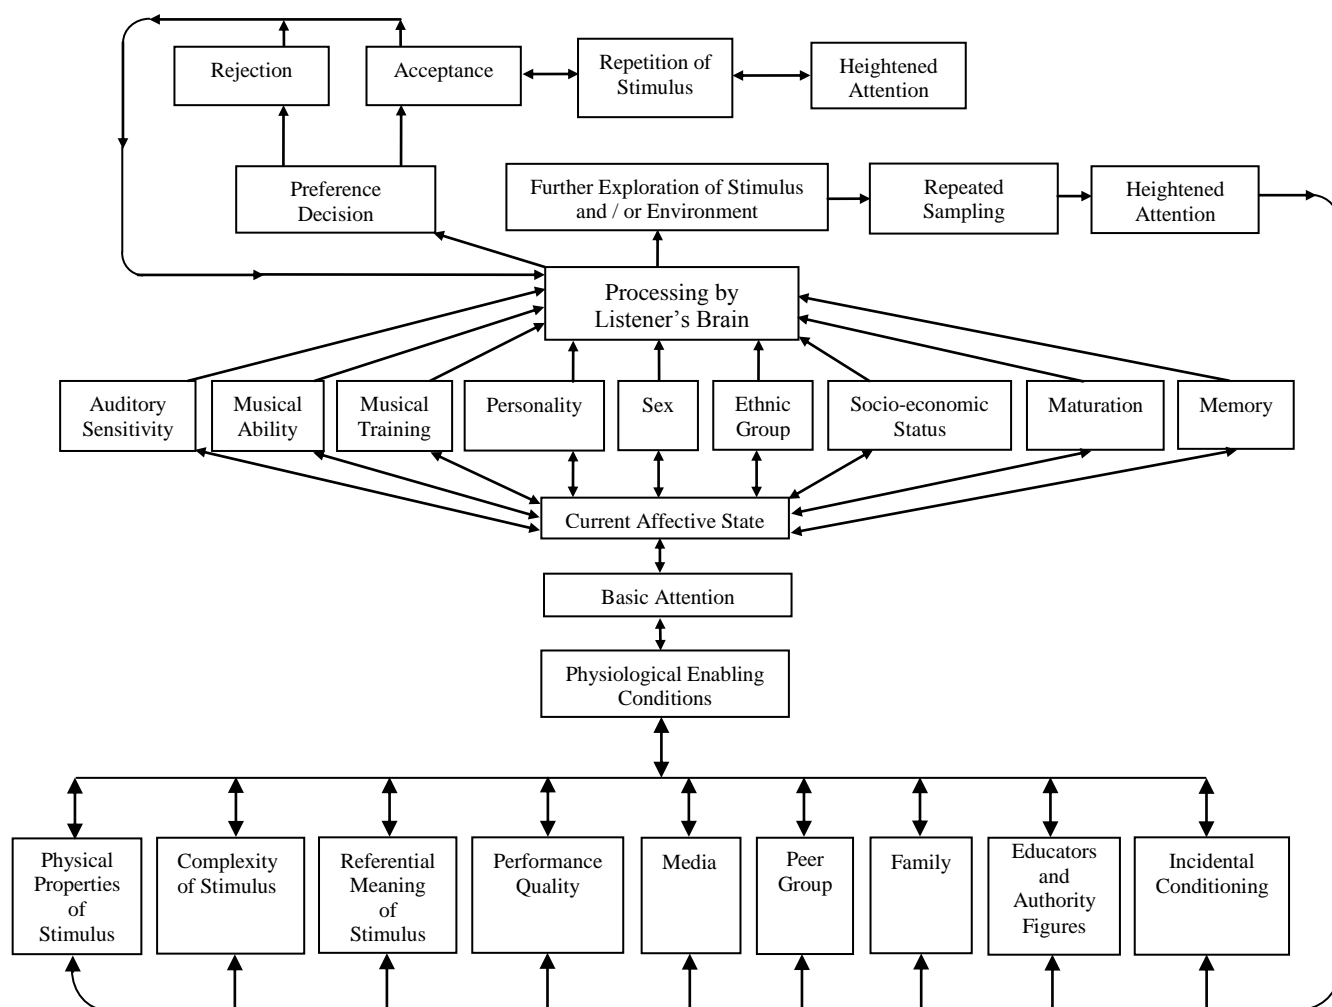 Rejection
Acceptance
Repetition of
Stimulus
Heightened
Attention
Preference
Decision
Further Exploration of Stimulus
and / or Environment
Repeated
Sampling
Heightened
Attention
Processing by
Listener’s Brain
Auditory
Sensitivity
Musical
Ability
Musical
Training
Personality
Sex
Ethnic
Group
Socio-economic
Status
Maturation
Memory
Current Affective State
Basic Attention
Physiological Enabling
Conditions
Physical
Properties
of
Stimulus
Complexity
of Stimulus
Referential
Meaning
of
Stimulus
Performance
Quality
Media
Peer
Group
Family
Educators
and
Authority
Figures
Incidental
Conditioning